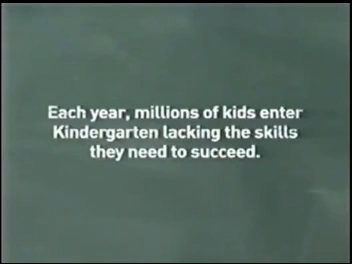 Each year, millions of kids enter
Kindergarten lacking the skills
they need to succeed.